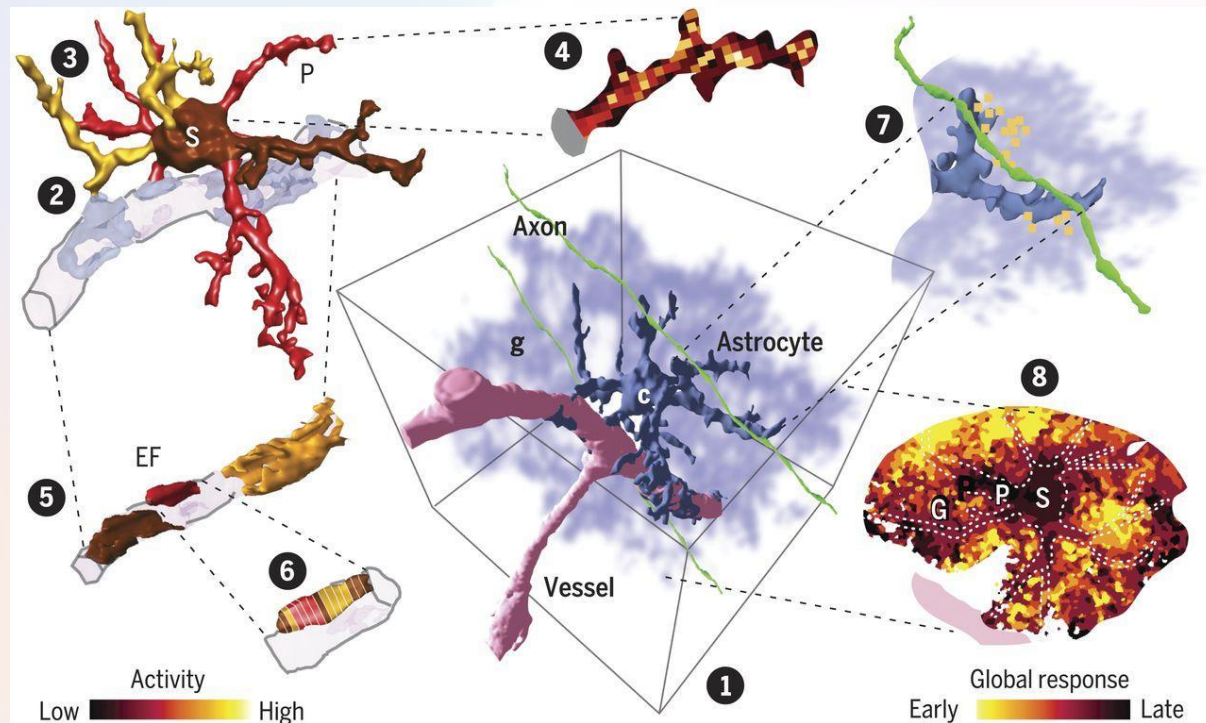 3
P
4
S
7
2
Axon
g
Astrocyte
c
8
EF
5
P
P
S
G
6
Vessel
Activity
Low
High
1
Global response
Early
Late